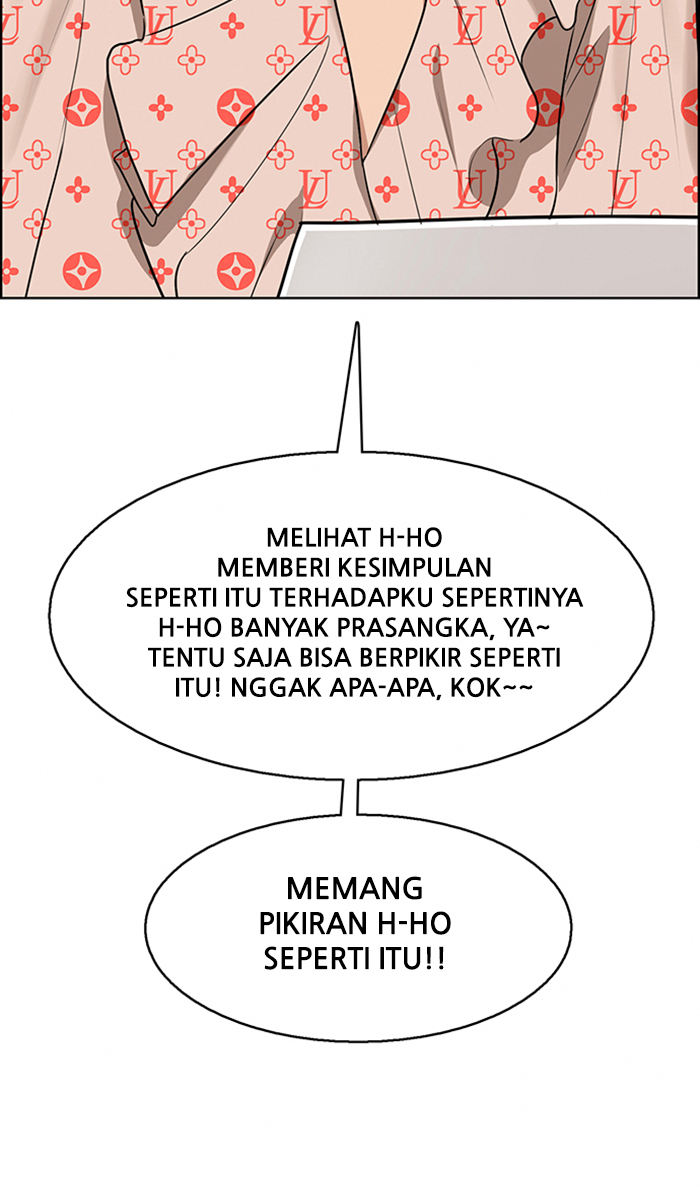 MELIHAT H-HO
MEMBERI KESIMPULAN
SEPERTI ITU TERHADAPKU SEPERTINYA
H-HO BANYAK PRASANGKA, YA~
TENTU SAJA BISA BERPIKIR SEPERTI
ITU! NGGAK APA-APA, KOK~~
MEMANG
PIKIRAN H-HO
SEPERTI ITU!!